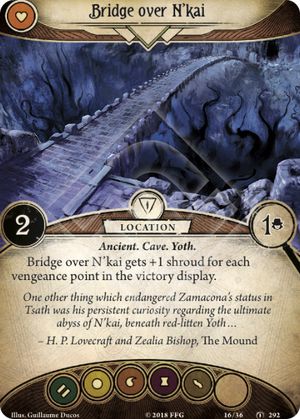 Bridge over N'kai
2
LOCATION
1
Ancient. Cave. Yoth.
Bridge over N'kai gets +1 shroud for each
vengeance point in the victory display.
One other thing which endangered Zamacona's status in
Tsath was his persistent curiosity regarding the ultimate
abyss of N'kai, beneath red-litten Yoth…
– H. P. Lovecraft and Zealia Bishop, The Mound
Illus. Guillaume Ducos
© 2018 FFG
16/36
292